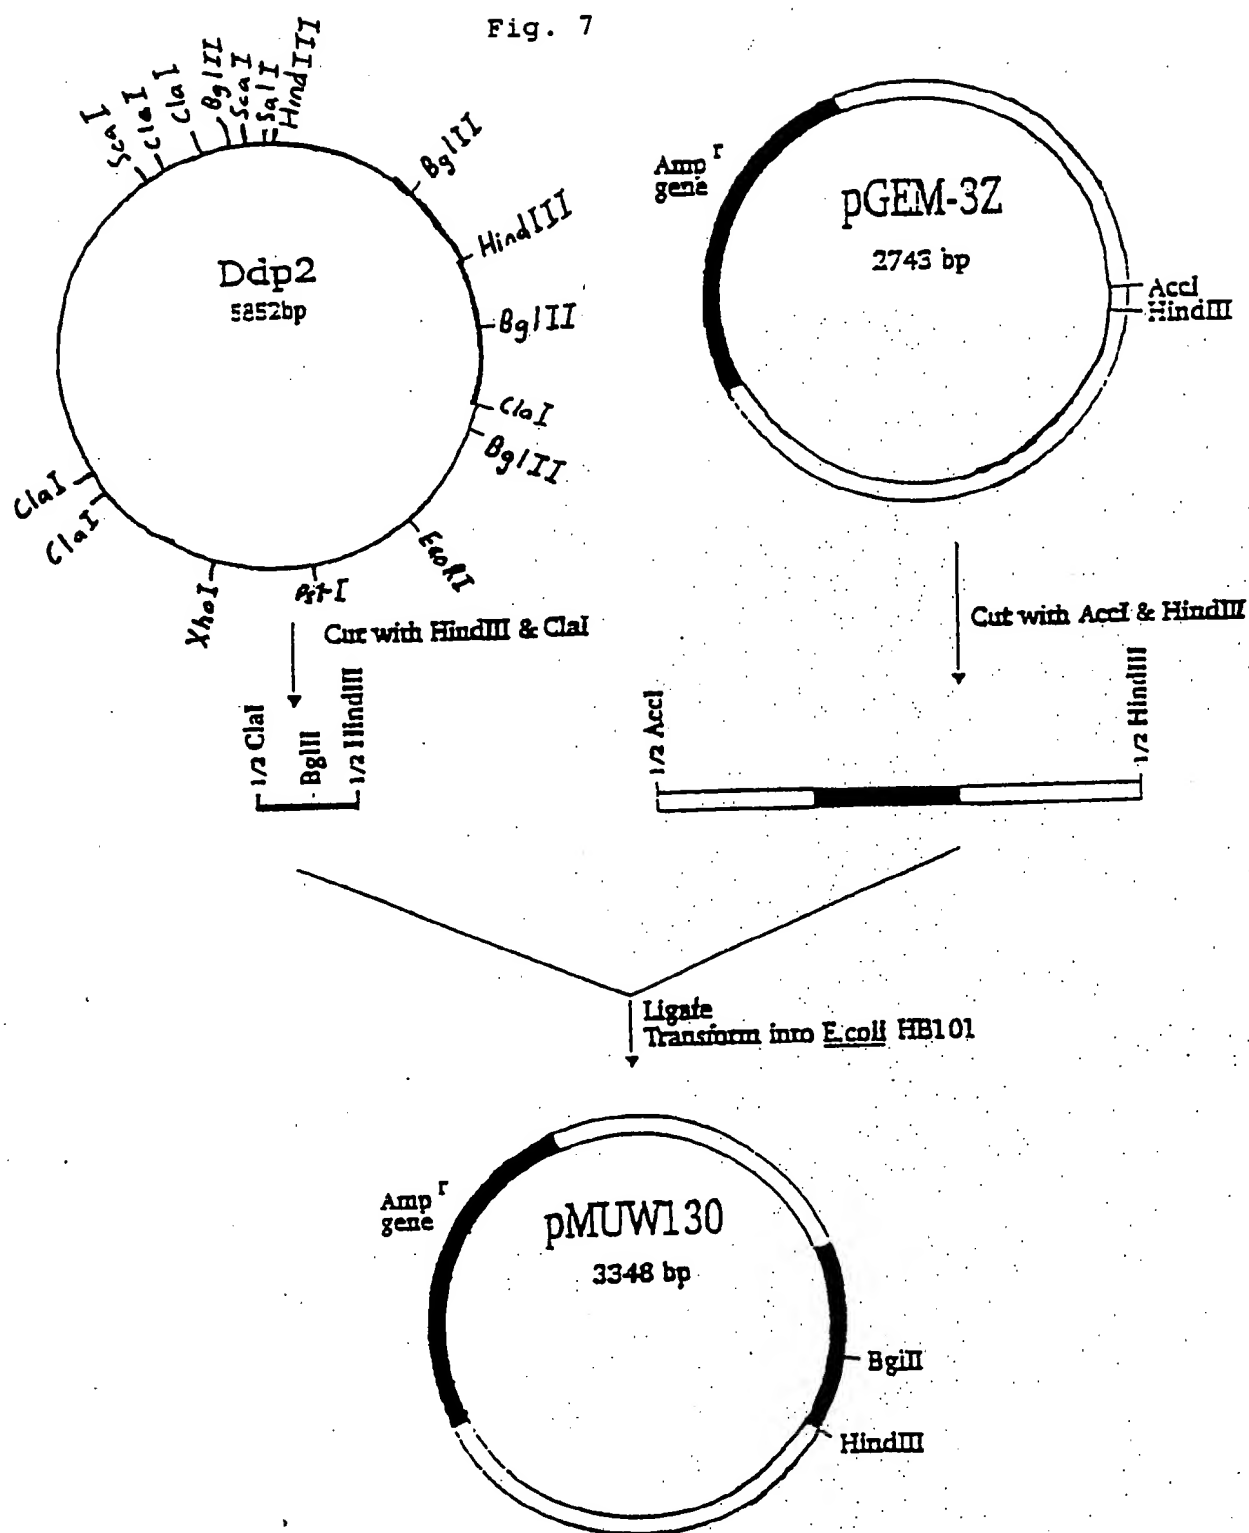 Fig. 7
ScaI
ClaI
ClaI
BglII
ScaI
SalI
HindIII
BglII
HindIII
BglII
ClaI
BglII
EcoRI
PstI
XhoI
ClaI
ClaI
Ddp2
5852bp
Amp r
gene
pGEM-3Z
2743 bp
AccI
HindIII
Cut with HindIII & ClaI
Cut with AccI & HindIII
1/2 ClaI
BglII
1/2 HindIII
1/2 AccI
1/2 HindIII
Ligate
Transform into E.coli HB101
Amp r
gene
pMUW130
3348 bp
BglII
HindIII